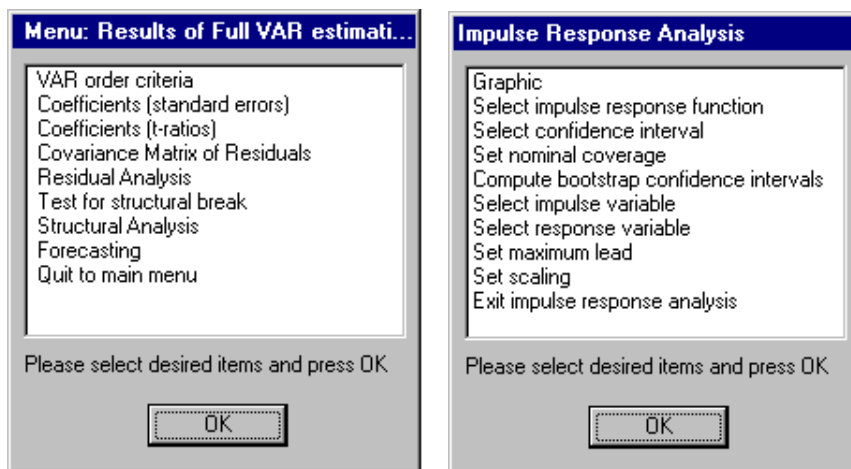 Menu: Results of Full VAR estimati...
VAR order criteria
Coefficients (standard errors)
Coefficients (t-ratios)
Covariance Matrix of Residuals
Residual Analysis
Test for structural break
Structural Analysis
Forecasting
Quit to main menu
Please select desired items and press OK
OK
Impulse Response Analysis
Graphic
Select impulse response function
Select confidence interval
Set nominal coverage
Compute bootstrap confidence intervals
Select impulse variable
Select response variable
Set maximum lead
Set scaling
Exit impulse response analysis
Please select desired items and press OK
OK